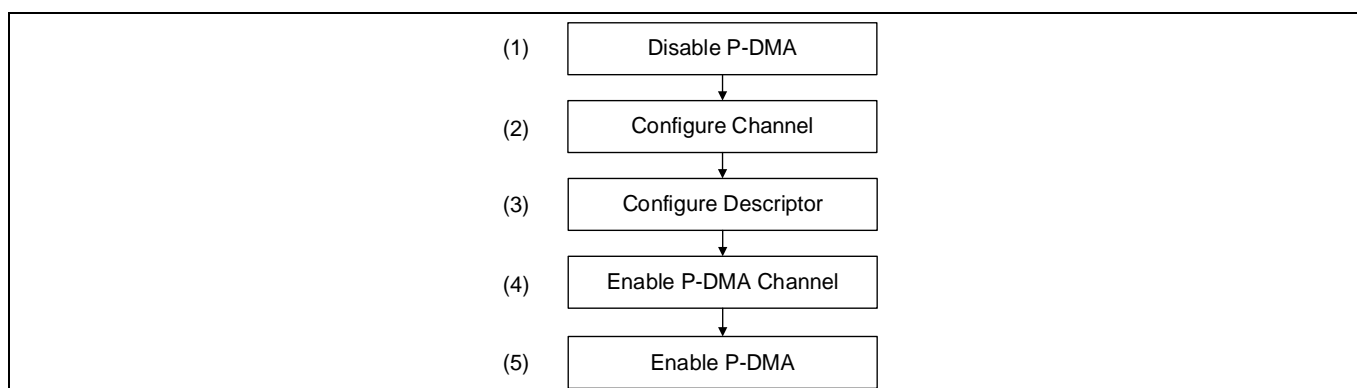 (1) Disable P-DMA
(2) Configure Channel
(3) Configure Descriptor
(4) Enable P-DMA Channel
(5) Enable P-DMA